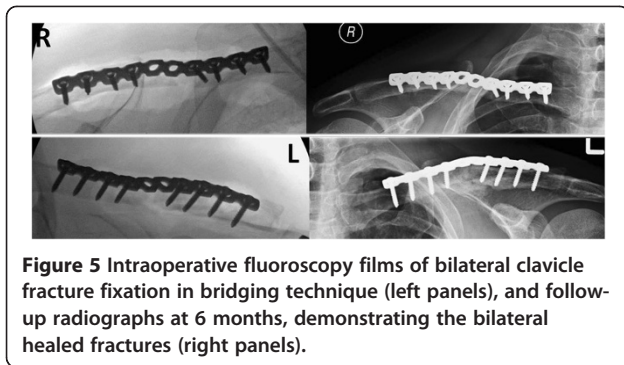 R
R
L
L
Figure 5 Intraoperative fluoroscopy films of bilateral clavicle
fracture fixation in bridging technique (left panels), and follow-
up radiographs at 6 months, demonstrating the bilateral
healed fractures (right panels).